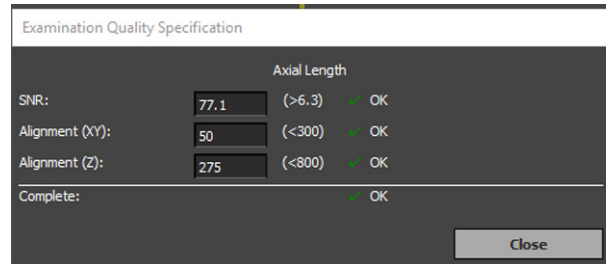 Examination Quality Specification
Axial Length
SNR: 77.1 (>6.3) ✓ OK
Alignment (XY): 50 (<300) ✓ OK
Alignment (Z): 275 (<800) ✓ OK
Complete: ✓ OK
Close